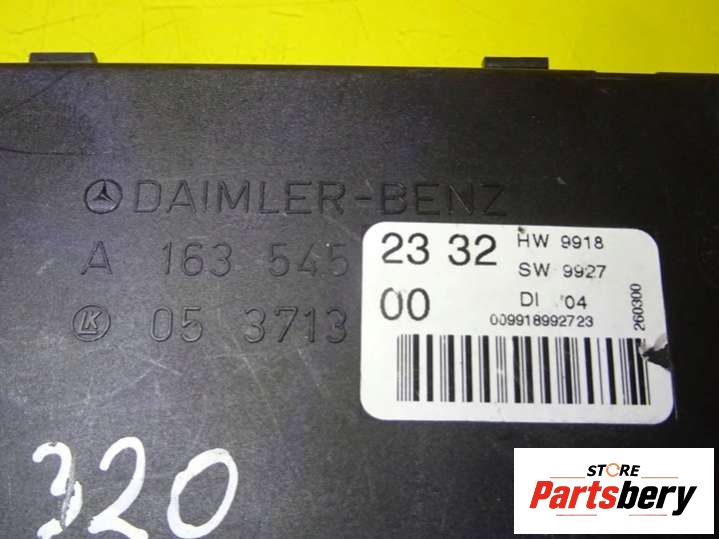 DAIMLER-BENZ
A 163 545 23 32
LK 05 3713 00
HW 9918
SW 9927
DI '04
009918992723
260300
320
STORE
Partsbery